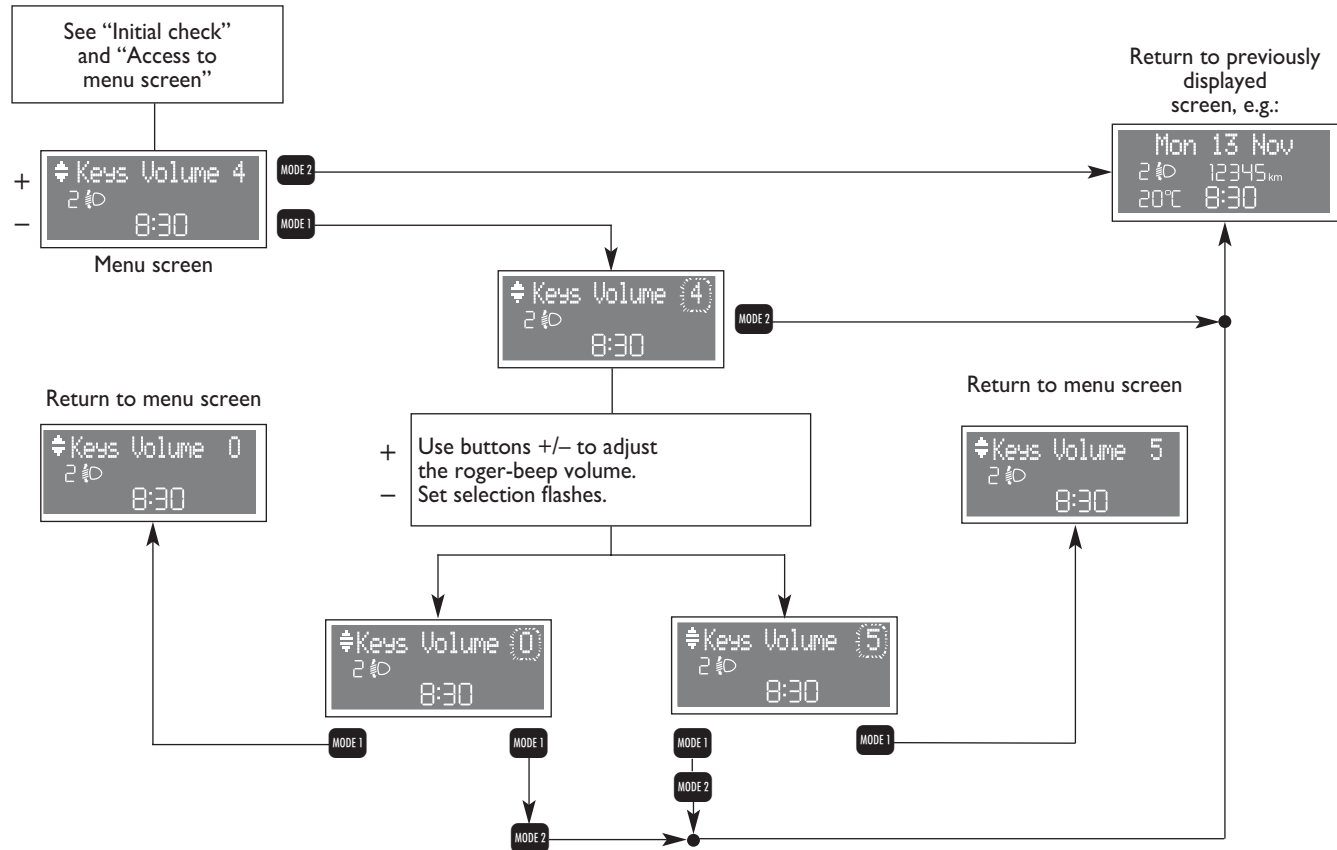 See “Initial check”
and “Access to
menu screen”
Return to previously
displayed
screen, e.g.:
+
–
Keys Volume 4
2
8:30
MODE 2
MODE 1
Menu screen
Mon 13 Nov
2 12345 km
20°C 8:30
Keys Volume 4
2
8:30
MODE 2
Return to menu screen
Keys Volume 0
2
8:30
+ Use buttons +/– to adjust
the roger-beep volume.
– Set selection flashes.
Return to menu screen
Keys Volume 5
2
8:30
Keys Volume 0
2
8:30
Keys Volume 5
2
8:30
MODE 1
MODE 1
MODE 1
MODE 1
MODE 2
MODE 2